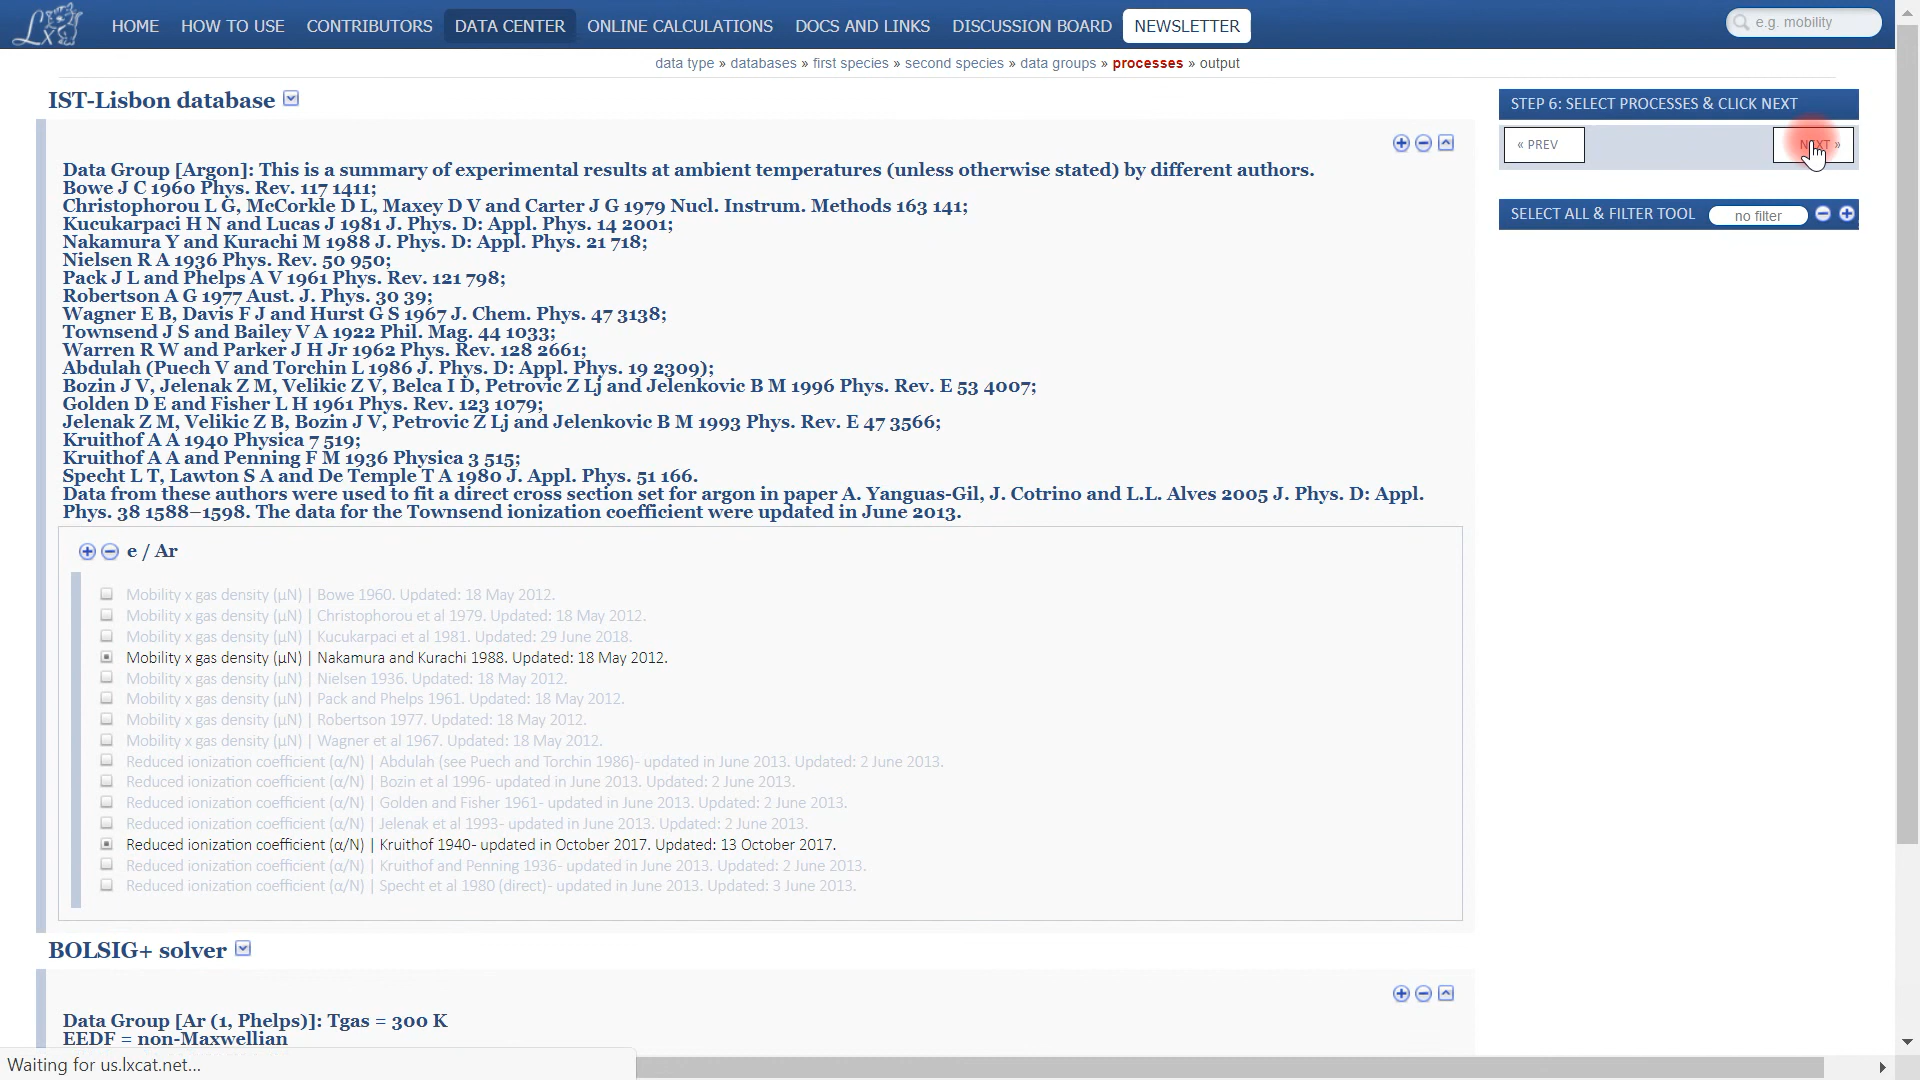 Lx
HOME HOW TO USE CONTRIBUTORS DATA CENTER ONLINE CALCULATIONS DOCS AND LINKS DISCUSSION BOARD NEWSLETTER
e.g. mobility
data type » databases » first species » second species » data groups » processes » output
IST-Lisbon database
STEP 6: SELECT PROCESSES & CLICK NEXT
« PREV
NEXT »
SELECT ALL & FILTER TOOL no filter
Data Group [Argon]: This is a summary of experimental results at ambient temperatures (unless otherwise stated) by different authors.
Bowe J C 1960 Phys. Rev. 117 1411;
Christophorou L G, McCorkle D L, Maxey D V and Carter J G 1979 Nucl. Instrum. Methods 163 141;
Kucukarpaci H N and Lucas J 1981 J. Phys. D: Appl. Phys. 14 2001;
Nakamura Y and Kurachi M 1988 J. Phys. D: Appl. Phys. 21 718;
Nielsen R A 1936 Phys. Rev. 50 950;
Pack J L and Phelps A V 1961 Phys. Rev. 121 798;
Robertson A G 1977 Aust. J. Phys. 30 39;
Wagner E B, Davis F J and Hurst G S 1967 J. Chem. Phys. 47 3138;
Townsend J S and Bailey V A 1922 Phil. Mag. 44 1033;
Warren R W and Parker J H Jr 1962 Phys. Rev. 128 2661;
Abdulah (Puech V and Torchin L 1986 J. Phys. D: Appl. Phys. 19 2309);
Bozin J V, Jelenak Z M, Velikic Z V, Belca I D, Petrovic Z Lj and Jelenkovic B M 1996 Phys. Rev. E 53 4007;
Golden D E and Fisher L H 1961 Phys. Rev. 123 1079;
Jelenak Z M, Velikic Z B, Bozin J V, Petrovic Z Lj and Jelenkovic B M 1993 Phys. Rev. E 47 3566;
Kruithof A A 1940 Physica 7 519;
Kruithof A A and Penning F M 1936 Physica 3 515;
Specht L T, Lawton S A and De Temple T A 1980 J. Appl. Phys. 51 166.
Data from these authors were used to fit a direct cross section set for argon in paper A. Yanguas-Gil, J. Cotrino and L.L. Alves 2005 J. Phys. D: Appl.
Phys. 38 1588–1598. The data for the Townsend ionization coefficient were updated in June 2013.
e / Ar
Mobility x gas density (μN) | Bowe 1960. Updated: 18 May 2012.
Mobility x gas density (μN) | Christophorou et al 1979. Updated: 18 May 2012.
Mobility x gas density (μN) | Kucukarpaci et al 1981. Updated: 29 June 2018.
Mobility x gas density (μN) | Nakamura and Kurachi 1988. Updated: 18 May 2012.
Mobility x gas density (μN) | Nielsen 1936. Updated: 18 May 2012.
Mobility x gas density (μN) | Pack and Phelps 1961. Updated: 18 May 2012.
Mobility x gas density (μN) | Robertson 1977. Updated: 18 May 2012.
Mobility x gas density (μN) | Wagner et al 1967. Updated: 18 May 2012.
Reduced ionization coefficient (α/N) | Abdulah (see Puech and Torchin 1986)- updated in June 2013. Updated: 2 June 2013.
Reduced ionization coefficient (α/N) | Bozin et al 1996- updated in June 2013. Updated: 2 June 2013.
Reduced ionization coefficient (α/N) | Golden and Fisher 1961- updated in June 2013. Updated: 2 June 2013.
Reduced ionization coefficient (α/N) | Jelenak et al 1993- updated in June 2013. Updated: 2 June 2013.
Reduced ionization coefficient (α/N) | Kruithof 1940- updated in October 2017. Updated: 13 October 2017.
Reduced ionization coefficient (α/N) | Kruithof and Penning 1936- updated in June 2013. Updated: 2 June 2013.
Reduced ionization coefficient (α/N) | Specht et al 1980 (direct)- updated in June 2013. Updated: 3 June 2013.
BOLSIG+ solver
Data Group [Ar (1, Phelps)]: Tgas = 300 K
EEDF = non-Maxwellian
Waiting for us.lxcat.net...